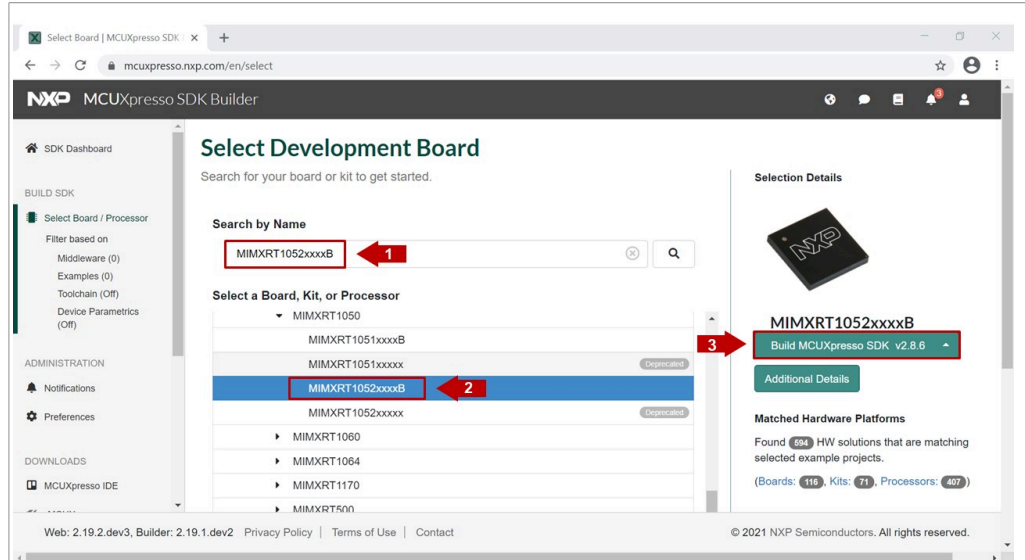 Select Board | MCUXpresso SDK
mcuxpresso.nxp.com/en/select
NXP MCUXpresso SDK Builder
3
SDK Dashboard
BUILD SDK
Select Board / Processor
Filter based on
Middleware (0)
Examples (0)
Toolchain (Off)
Device Parametrics
(Off)
ADMINISTRATION
Notifications
Preferences
DOWNLOADS
MCUXpresso IDE
Select Development Board
Search for your board or kit to get started.
Search by Name
MIMXRT1052xxxxB 1
Select a Board, Kit, or Processor
MIMXRT1050
MIMXRT1051xxxxB
MIMXRT1051xxxxx Deprecated
MIMXRT1052xxxxB 2
MIMXRT1052xxxxx Deprecated
MIMXRT1060
MIMXRT1064
MIMXRT1170
MIMXRT500
Selection Details
NXP
MIMXRT1052xxxxB
3 Build MCUXpresso SDK v2.8.6
Additional Details
Matched Hardware Platforms
Found 594 HW solutions that are matching
selected example projects.
(Boards: 116, Kits: 71, Processors: 407)
Web: 2.19.2.dev3, Builder: 2.19.1.dev2 Privacy Policy | Terms of Use | Contact
© 2021 NXP Semiconductors. All rights reserved.